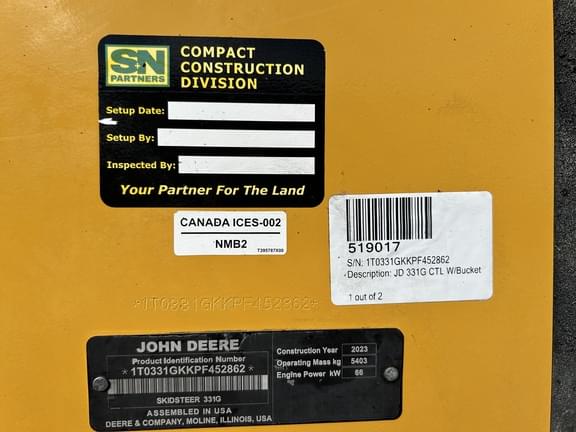 S&N
PARTNERS
COMPACT
CONSTRUCTION
DIVISION
Setup Date:
Setup By:
Inspected By:
Your Partner For The Land
CANADA ICES-002
NMB2
519017
S/N: 1T0331GKKPF452862
Description: JD 331G CTL W/Bucket
1 out of 2
*1T0331GKKPF452862*
JOHN DEERE
Product Identification Number
*1T0331GKKPF452862*
SKIDSTEER 331G
ASSEMBLED IN USA
DEERE & COMPANY, MOLINE, ILLINOIS, USA
Construction Year 2023
Operating Mass kg 5403
Engine Power kW 66